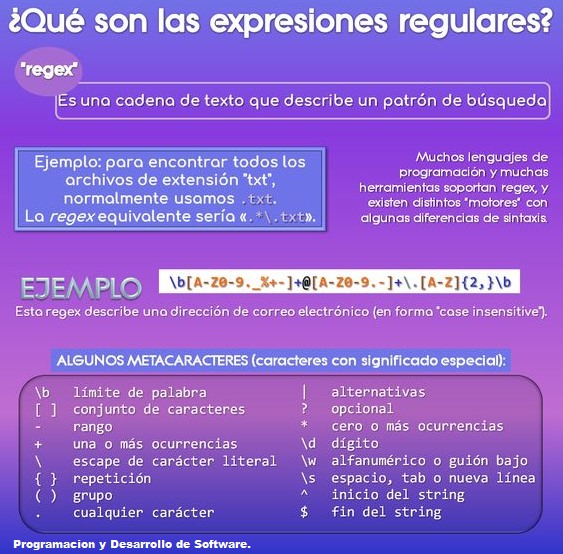 ¿Qué son las expresiones regulares?
"regex"
Es una cadena de texto que describe un patrón de búsqueda
Ejemplo: para encontrar todos los
archivos de extensión "txt",
normalmente usamos .txt.
La regex equivalente sería «.*\.txt».
Muchos lenguajes de
programación y muchas
herramientas soportan regex, y
existen distintos "motores" con
algunas diferencias de sintaxis.
EJEMPLO
\b[A-Z0-9._%+-]+@[A-Z0-9.-]+\.[A-Z]{2,}\b
Esta regex describe una dirección de correo electrónico (en forma "case insensitive").
ALGUNOS METACARACTERES (caracteres con significado especial):
\b límite de palabra
[ ] conjunto de caracteres
- rango
+ una o más ocurrencias
\ escape de carácter literal
{ } repetición
( ) grupo
. cualquier carácter
| alternativas
? opcional
* cero o más ocurrencias
\d dígito
\w alfanumérico o guión bajo
\s espacio, tab o nueva línea
^ inicio del string
$ fin del string
Programacion y Desarrollo de Software.